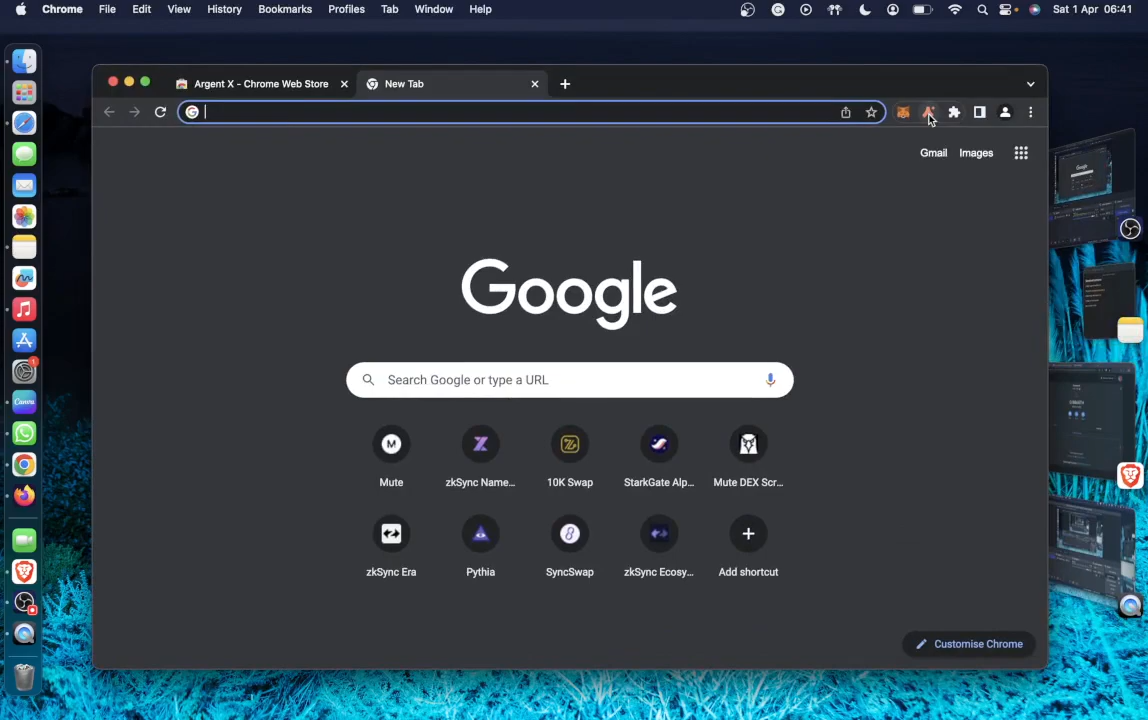 Chrome File Edit View History Bookmarks Profiles Tab Window Help Sat 1 Apr 06:41
Argent X - Chrome Web Store New Tab
Gmail Images
Google
Search Google or type a URL
M
Mute zkSync Name... 10K Swap StarkGate Alp... Mute DEX Scr...
zkSync Era Pythia SyncSwap zkSync Ecosy... Add shortcut
Customise Chrome
1
Canva